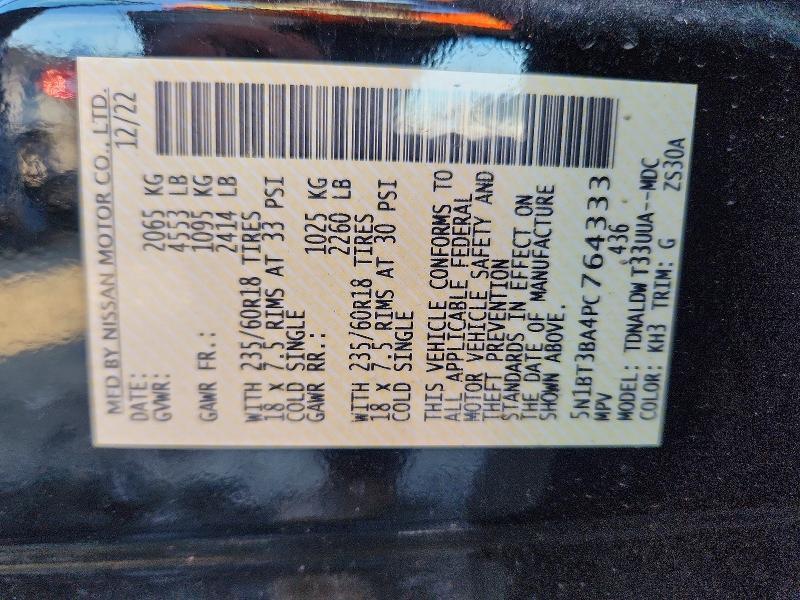 MFD BY NISSAN MOTOR CO., LTD.
DATE: 12/22
GVWR: 2065 KG
4553 LB
GAWR FR.: 1095 KG
2414 LB
WITH 235/60R18 TIRES
18 x 7.5 RIMS AT 33 PSI
COLD SINGLE
GAWR RR.: 1025 KG
2260 LB
WITH 235/60R18 TIRES
18 x 7.5 RIMS AT 30 PSI
COLD SINGLE
THIS VEHICLE CONFORMS TO
ALL APPLICABLE FEDERAL
MOTOR VEHICLE SAFETY AND
THEFT PREVENTION
STANDARDS IN EFFECT ON
THE DATE OF MANUFACTURE
SHOWN ABOVE.
5N1BT3BA4PC764333
MPV 436
MODEL: TDNALDW T33UUA--MDC
COLOR: KH3 TRIM: G ZS30A